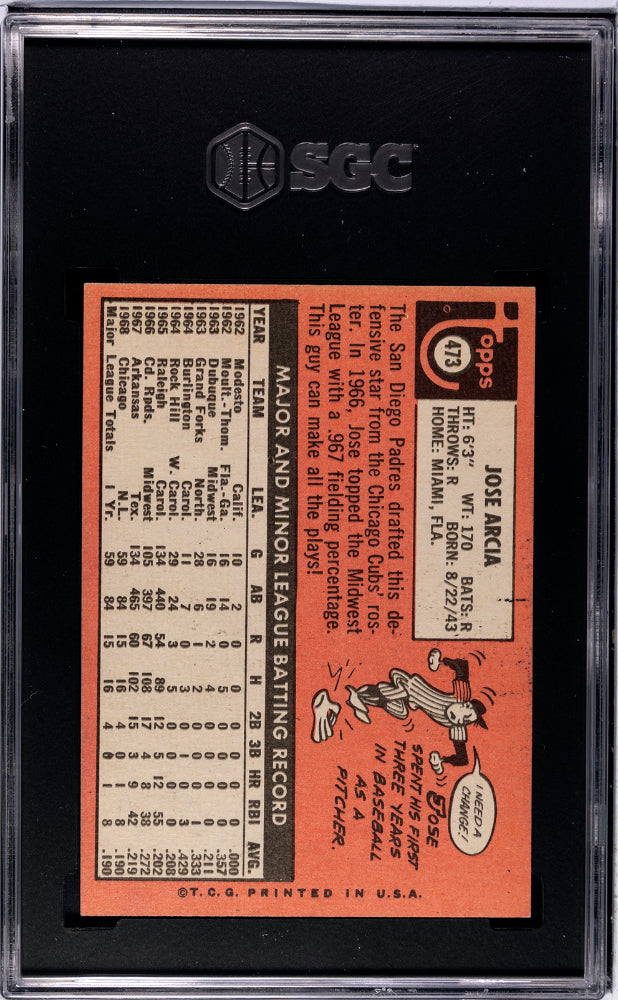 SGC
topps
473
JOSE ARCIA
HT: 6'3" WT: 170 BATS: R
THROWS: R BORN: 8/22/43
HOME: MIAMI, FLA.
The San Diego Padres drafted this de-
fensive star from the Chicago Cubs' ros-
ter. In 1966, Jose topped the Midwest
League with a .967 fielding percentage.
This guy can make all the plays!
I NEED A
CHANGE!
JOSE
SPENT HIS FIRST
THREE YEARS
IN BASEBALL
AS A
PITCHER.
MAJOR AND MINOR LEAGUE BATTING RECORD
YEAR TEAM LEA. G AB R H 2B 3B HR RBI AVG.
1962 Modesto Calif. 10 2 0 0 0 0 0 0 .000
1962 Moult.-Thom. Fla.-Ga 16 14 0 5 0 0 0 .357
1963 Dubuque Midwest 16 19 2 4 0 0 0 .211
1963 Grand Forks North. 28 6 1 2 0 0 0 .333
1964 Burlington Carol. 11 7 0 3 0 1 0 3 .429
1964 Rock Hill W. Carol. 29 24 3 5 0 0 0 .208
1965 Raleigh Carol. 134 440 54 89 12 5 12 55 .202
1966 Cd. Rpds. Midwest 105 397 67 108 17 4 8 38 .272
1967 Arkansas Tex. 134 465 60 102 15 3 9 42 .219
1968 Chicago N.L. 59 84 15 16 4 0 1 8 .190
Major League Totals 1 Yr. 59 84 15 16 4 0 1 8 .190
©T.C.G. PRINTED IN U.S.A.